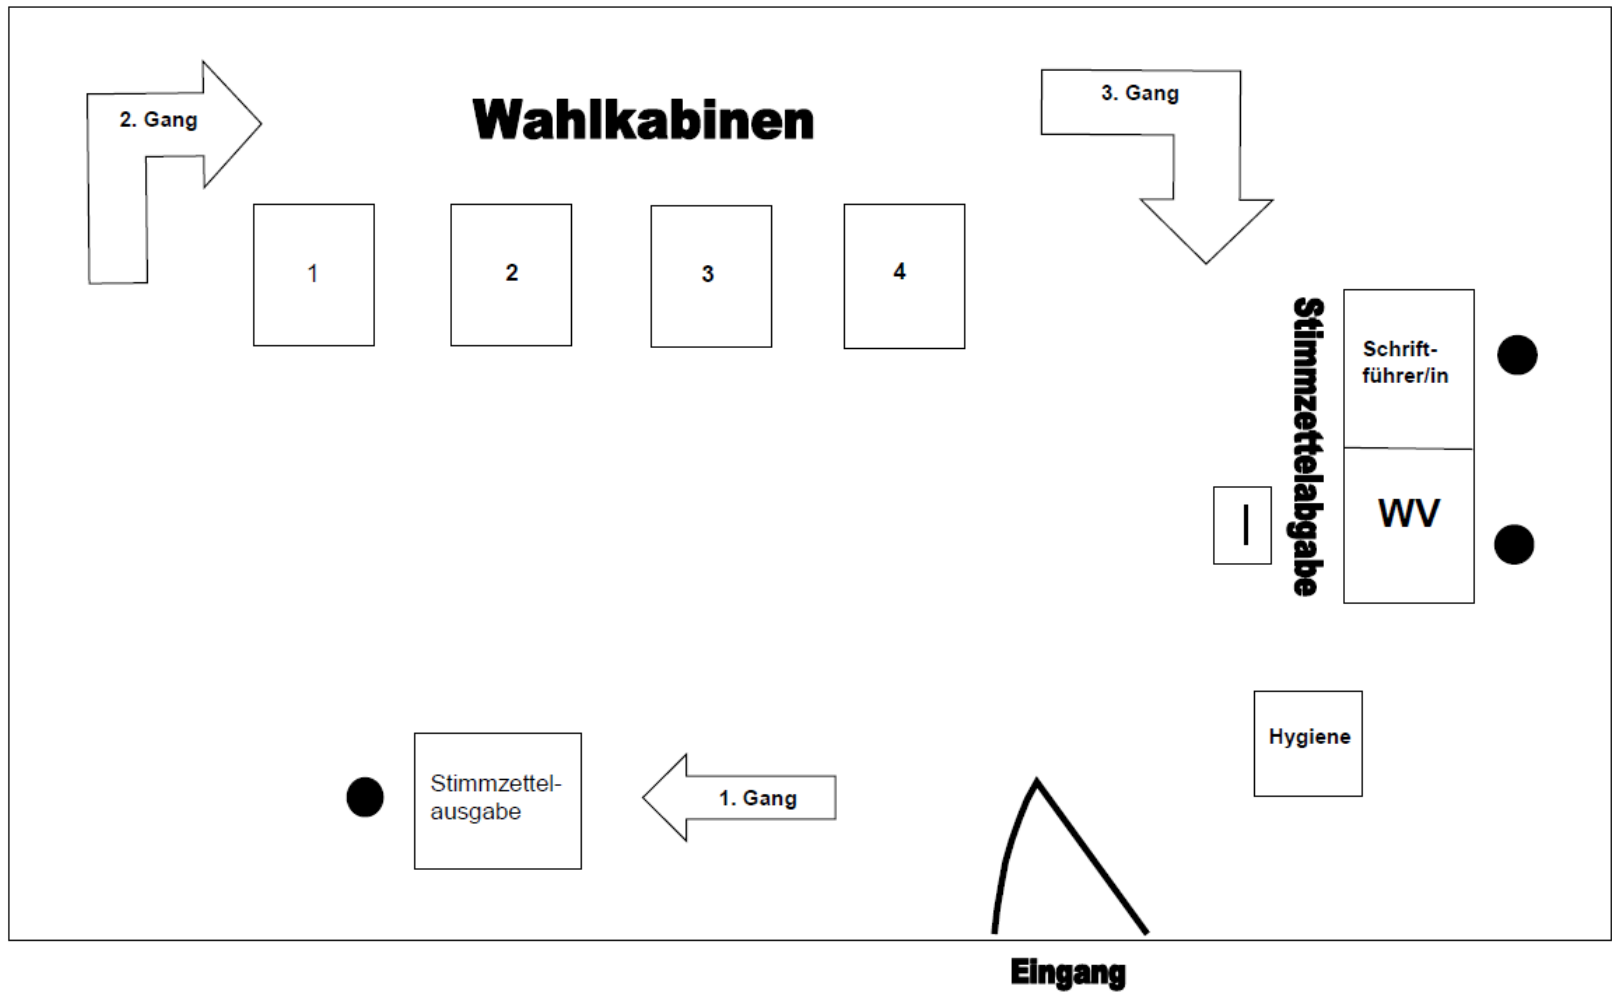 2. Gang
Wahlkabinen
3. Gang
1
2
3
4
Stimmzettelabgabe
Schrift-
führer/in
WV
Hygiene
Stimmzettel-
ausgabe
1. Gang
Eingang